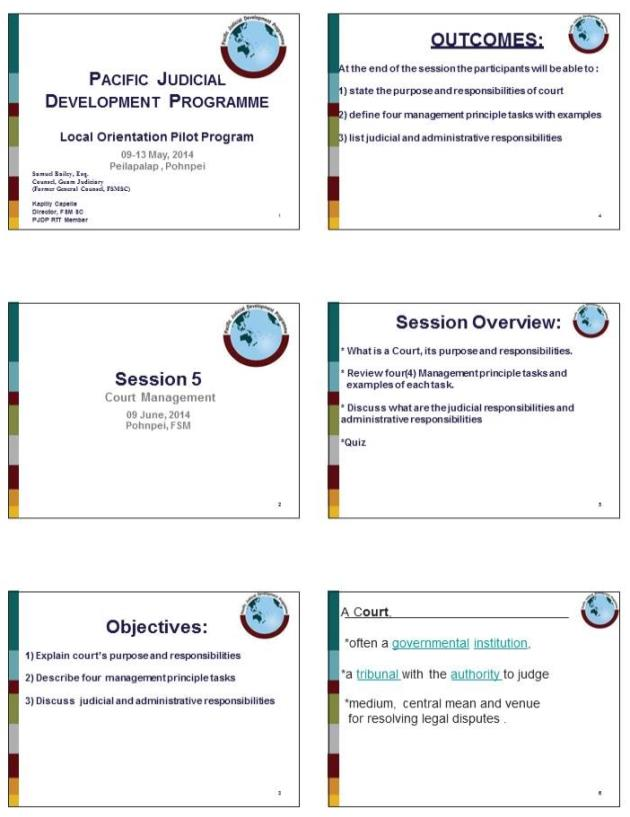 PACIFIC JUDICIAL
DEVELOPMENT PROGRAMME
Local Orientation Pilot Program
09-13 May, 2014
Peilapalap , Pohnpei
Samuel Bailey, Esq.
Counsel, Guam Judiciary
(Former General Counsel, FSMSC)
Kapilly Capelle
Director, FSM SC
PJDP RTT Member
1
Pacific Judicial Development Programme
Session 5
Court Management
09 June, 2014
Pohnpei, FSM
2
Pacific Judicial Development Programme
Objectives:
1) Explain court's purpose and responsibilities
2) Describe four management principle tasks
3) Discuss judicial and administrative responsibilities
3
OUTCOMES:
At the end of the session the participants will be able to :
1) state the purpose and responsibilities of court
2) define four management principle tasks with examples
3) list judicial and administrative responsibilities
4
Session Overview:
* What is a Court, its purpose and responsibilities.
* Review four(4) Management principle tasks and
examples of each task.
* Discuss what are the judicial responsibilities and
administrative responsibilities
*Quiz
5
A Court.
*often a governmental institution,
*a tribunal with the authority to judge
*medium, central mean and venue
for resolving legal disputes .
6